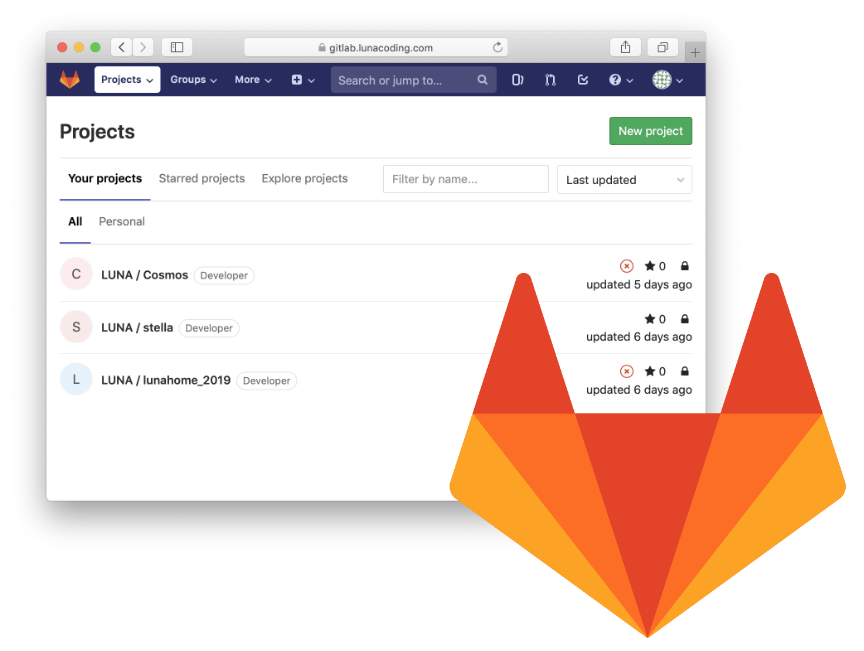 gitlab.lunacoding.com
Projects Groups More Search or jump to...
Projects New project
Your projects Starred projects Explore projects Filter by name... Last updated
All Personal
C LUNA / Cosmos Developer 0
updated 5 days ago
S LUNA / stella Developer 0
updated 6 days ago
L LUNA / lunahome_2019 Developer 0
updated 6 days ago